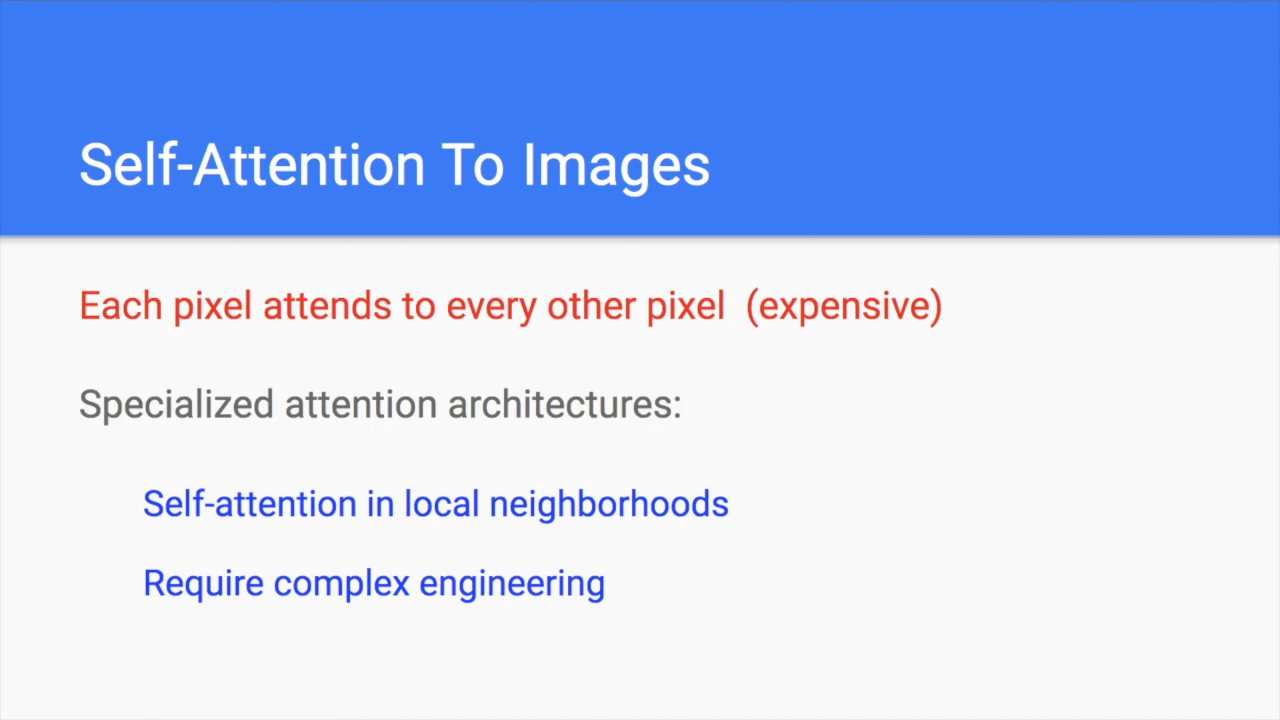 Self-Attention To Images
Each pixel attends to every other pixel (expensive)
Specialized attention architectures:
Self-attention in local neighborhoods
Require complex engineering